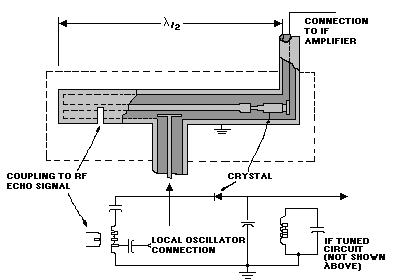 CONNECTION
TO IF
AMPLIFIER
λ/2
COUPLING TO RF
ECHO SIGNAL
CRYSTAL
LOCAL OSCILLATOR
CONNECTION
IF TUNED
CIRCUIT
(NOT SHOWN
ABOVE)